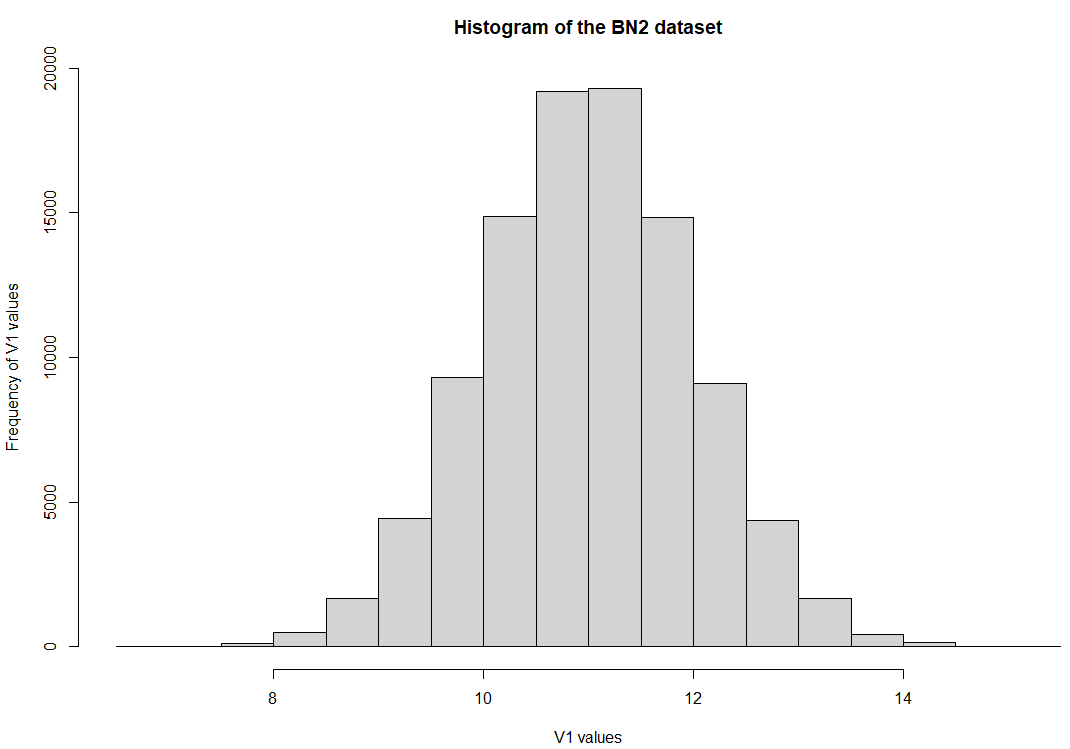 Histogram of the BN2 dataset
Frequency of V1 values
20000
15000
10000
5000
0
8 10 12 14
V1 values